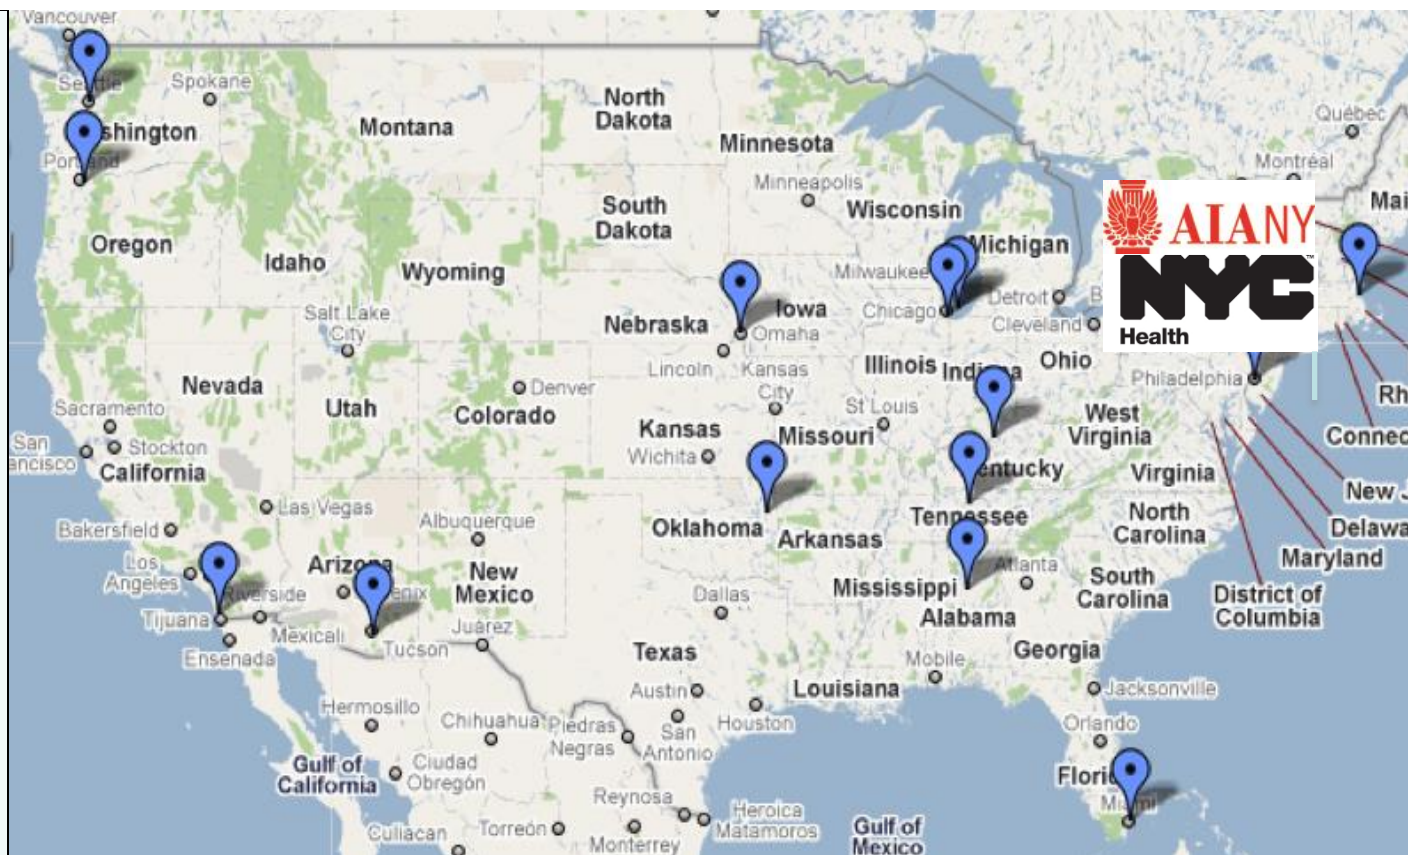 Vancouver
Seattle
Spokane
Washington
Portland
Montana
North
Dakota
Minnesota
Québec
Montréal
Minneapolis
Wisconsin
South
Dakota
Oregon
Idaho
Wyoming
Michigan
Milwaukee
AIANY
NYC
Health
Salt Lake
City
Nebraska
Iowa
Omaha
Chicago
Detroit
Cleveland
Lincoln
Kansas
City
Illinois
Indiana
Ohio
Philadelphia
Nevada
Utah
Denver
Colorado
Sacramento
Stockton
San
ancisco
California
Kansas
Wichita
Missouri
St Louis
West
Virginia
Kentucky
Virginia
Rh
Connec
New J
Delawa
Maryland
District of
Columbia
Las Vegas
Bakersfield
Albuquerque
Oklahoma
Arkansas
Tennessee
North
Carolina
Los
Angeles
Riverside
Arizona
enix
New
Mexico
Dallas
Mississippi
Alabama
Atlanta
South
Carolina
Tijuana
Mexicali
Ensenada
Tucson
Juárez
Texas
Mobile
Georgia
Austin
Louisiana
Jacksonville
Hermosillo
Chihuahua
Piedras
Negras
San
Antonio
Houston
Orlando
Gulf of
California
Ciudad
Obregón
Florida
Miami
Reynosa
Heroica
Matamoros
Gulf of
Mexico
Culiacan
Torreón
Monterrey
Mai